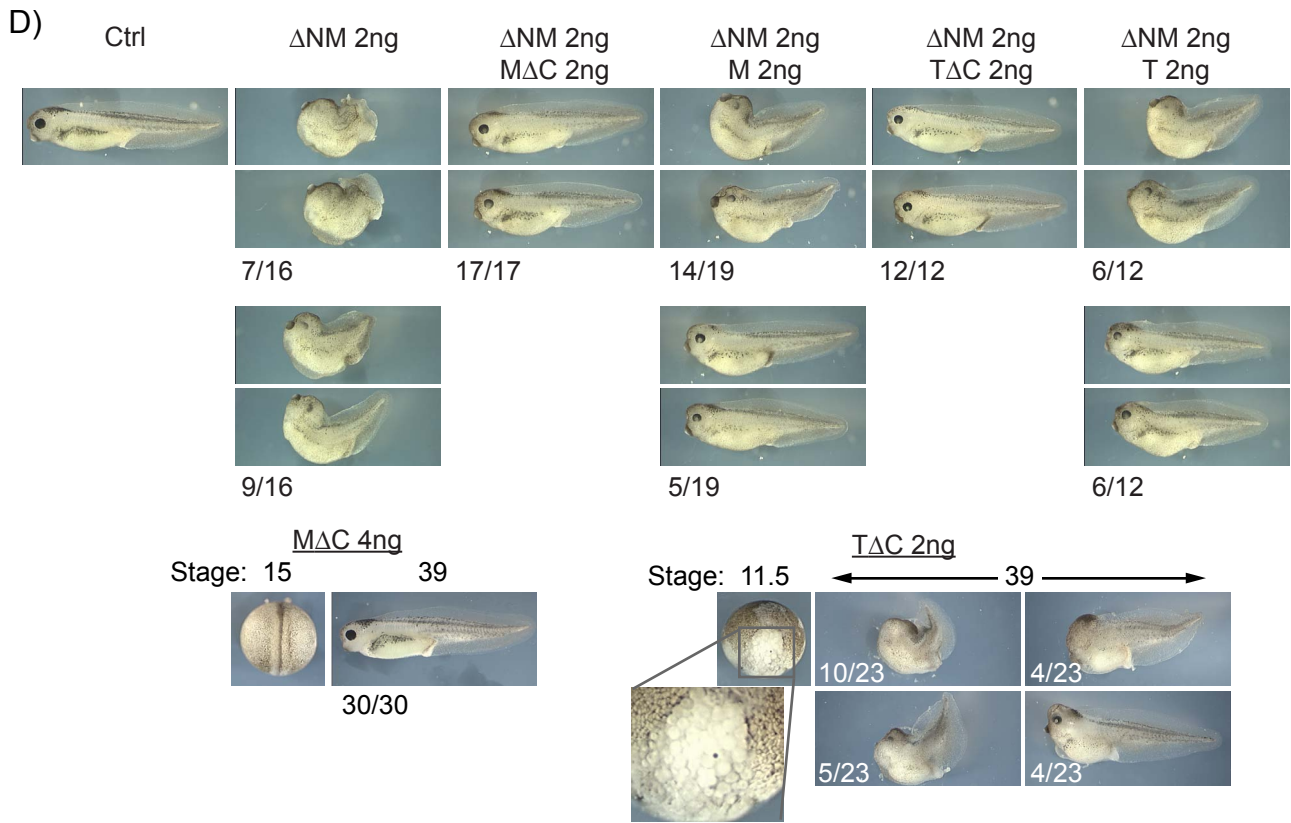 D)
Ctrl ΔNM 2ng ΔNM 2ng ΔNM 2ng ΔNM 2ng ΔNM 2ng
MΔC 2ng M 2ng TΔC 2ng T 2ng
7/16 17/17 14/19 12/12 6/12
9/16 5/19 6/12
MΔC 4ng
Stage: 15 39
30/30
TΔC 2ng
Stage: 11.5 39
10/23 4/23
5/23 4/23